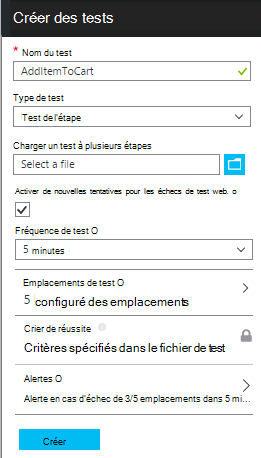 Créer des tests
* Nom du test
AddItemToCart
Type de test
Test de l'étape
Charger un test à plusieurs étapes
Select a file
Activer de nouvelles tentatives pour les échecs de test web. o
Fréquence de test O
5 minutes
Emplacements de test O
5 configuré des emplacements
Crier de réussite
Critères spécifiés dans le fichier de test
Alertes O
Alerte en cas d'échec de 3/5 emplacements dans 5 mi...
Créer